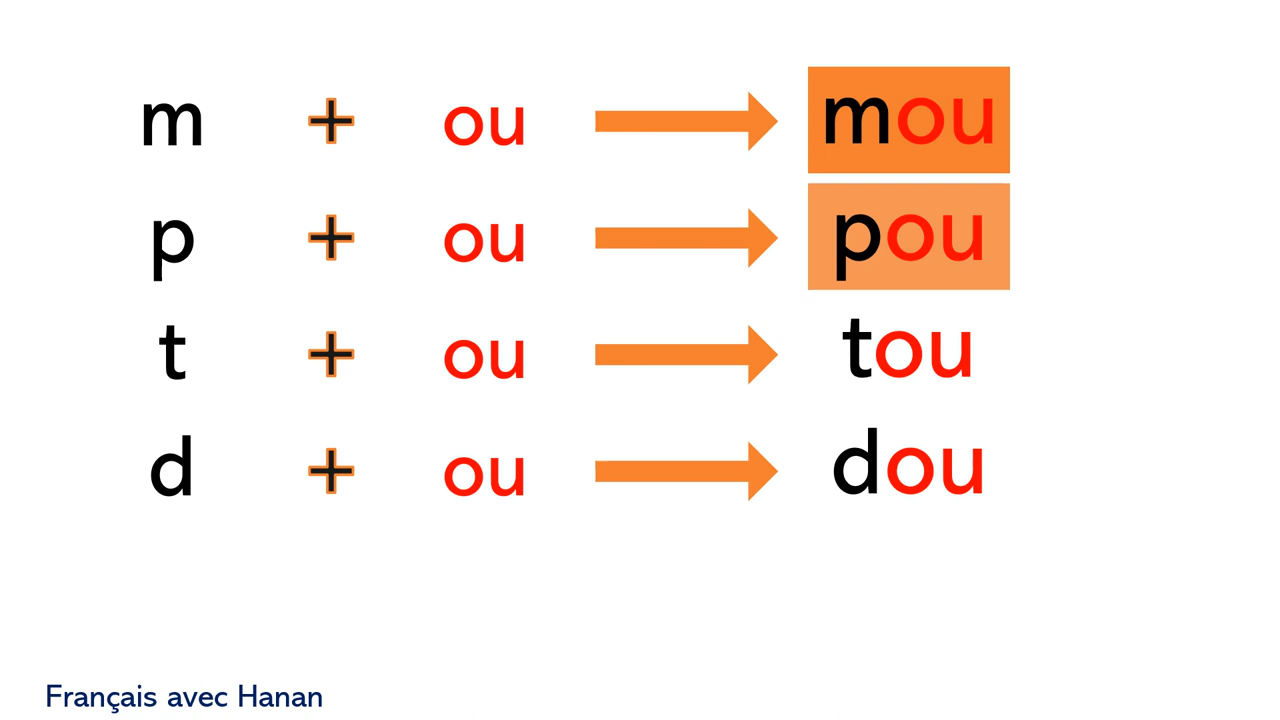 m + ou mou
p + ou pou
t + ou tou
d + ou dou
Français avec Hanan